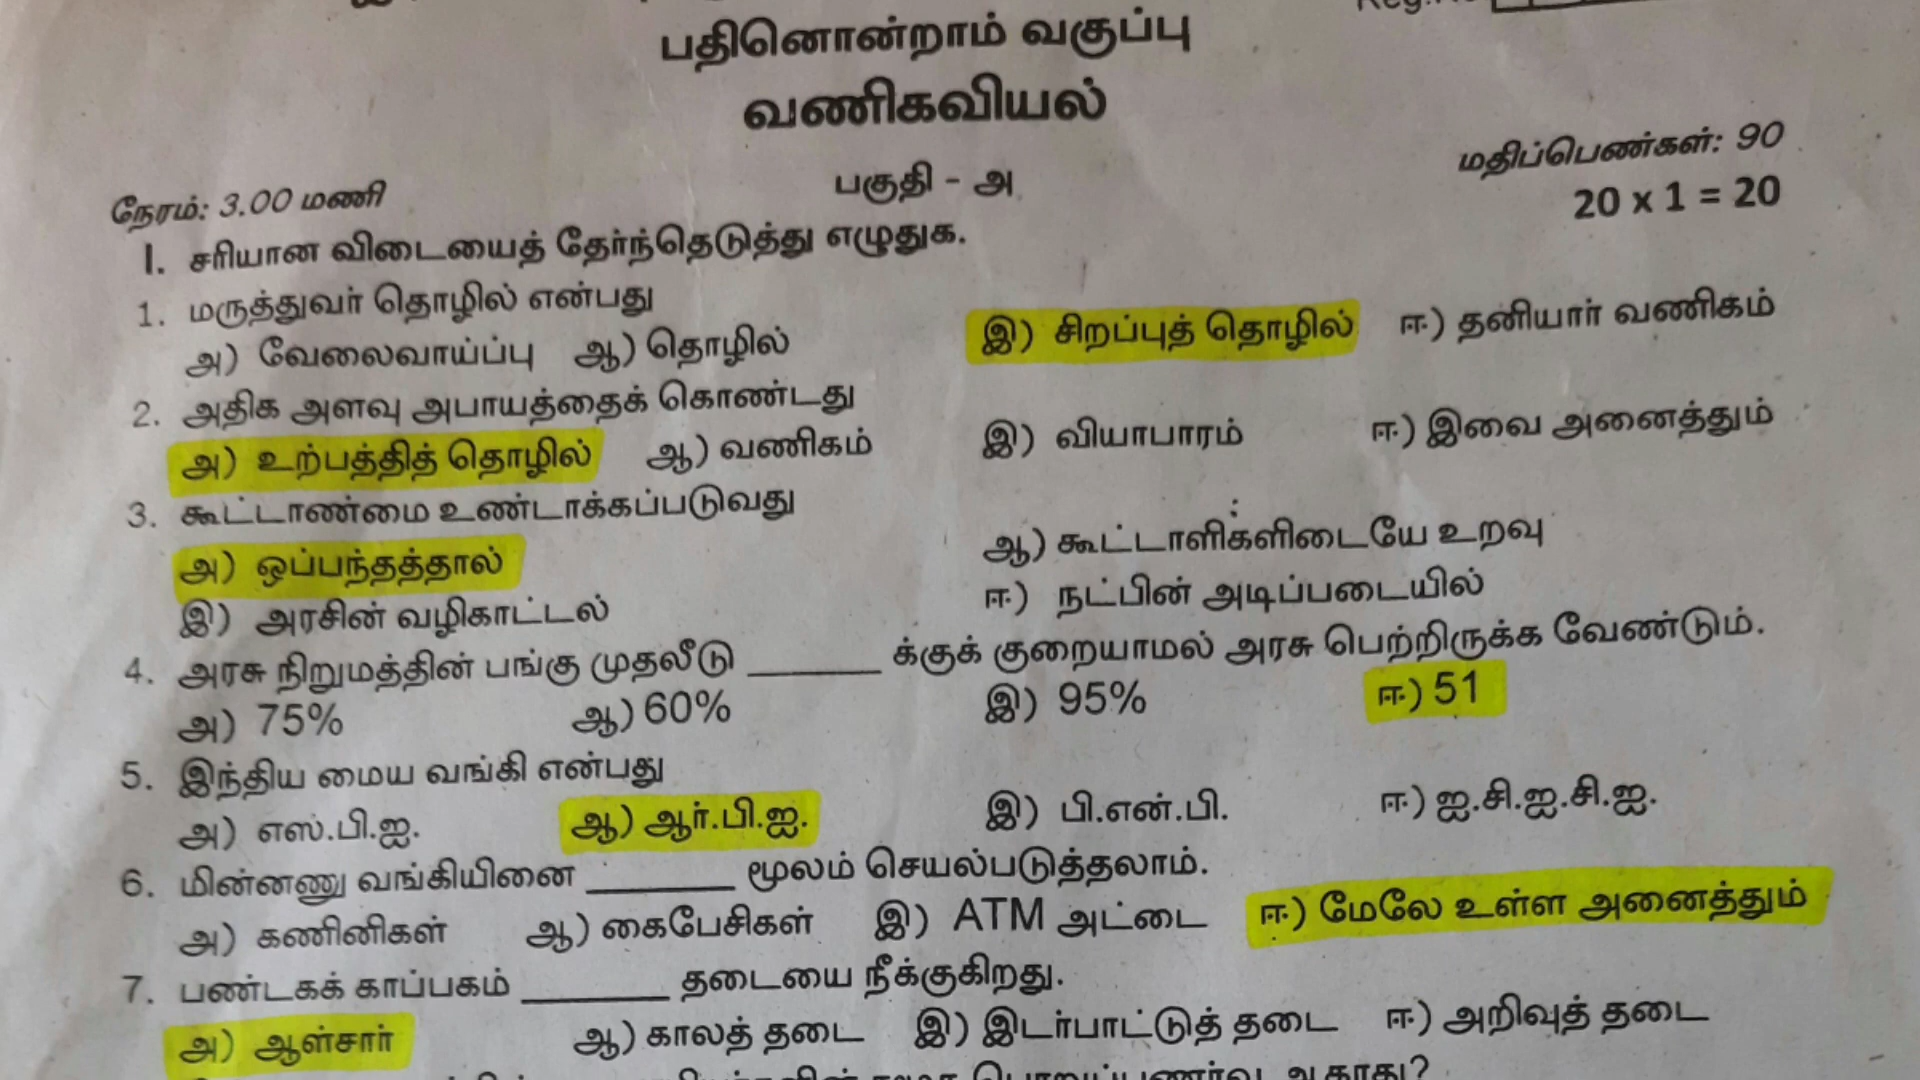 பதினொன்றாம் வகுப்பு
வணிகவியல்
மதிப்பெண்கள்: 90
நேரம்: 3.00 மணி
பகுதி - அ
20 x 1 = 20
I. சரியான விடையைத் தேர்ந்தெடுத்து எழுதுக.
1. மருத்துவர் தொழில் என்பது
அ) வேலைவாய்ப்பு ஆ) தொழில் இ) சிறப்புத் தொழில் ஈ) தனியார் வணிகம்
2. அதிக அளவு அபாயத்தைக் கொண்டது
அ) உற்பத்தித் தொழில் ஆ) வணிகம் இ) வியாபாரம் ஈ) இவை அனைத்தும்
3. கூட்டாண்மை உண்டாக்கப்படுவது
அ) ஒப்பந்தத்தால் ஆ) கூட்டாளிகளிடையே உறவு
இ) அரசின் வழிகாட்டல் ஈ) நட்பின் அடிப்படையில்
4. அரசு நிறுமத்தின் பங்கு முதலீடு ______ க்குக் குறையாமல் அரசு பெற்றிருக்க வேண்டும்.
அ) 75% ஆ) 60% இ) 95% ஈ) 51
5. இந்திய மைய வங்கி என்பது
அ) எஸ்.பி.ஐ. ஆ) ஆர்.பி.ஐ. இ) பி.என்.பி. ஈ) ஐ.சி.ஐ.சி.ஐ.
6. மின்னணு வங்கியினை ______ மூலம் செயல்படுத்தலாம்.
அ) கணினிகள் ஆ) கைபேசிகள் இ) ATM அட்டை ஈ) மேலே உள்ள அனைத்தும்
7. பண்டகக் காப்பகம் ______ தடையை நீக்குகிறது.
அ) ஆள்சார் ஆ) காலத் தடை இ) இடர்பாட்டுத் தடை ஈ) அறிவுத் தடை